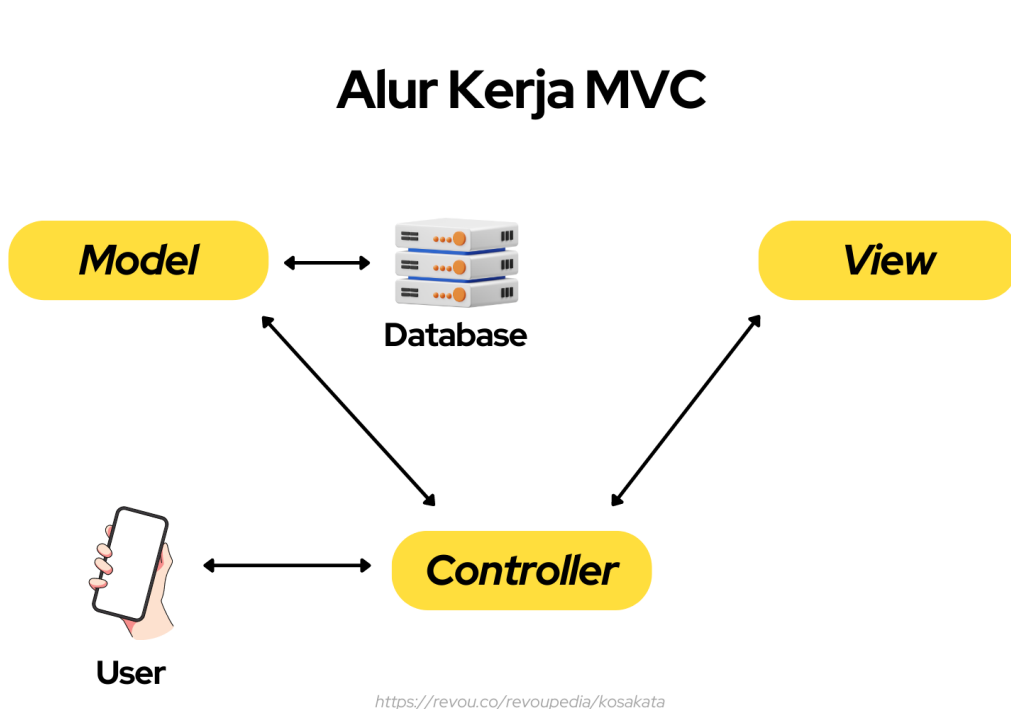 Alur Kerja MVC
Model
View
Database
Controller
User
https://revou.co/revoupedia/kosakata